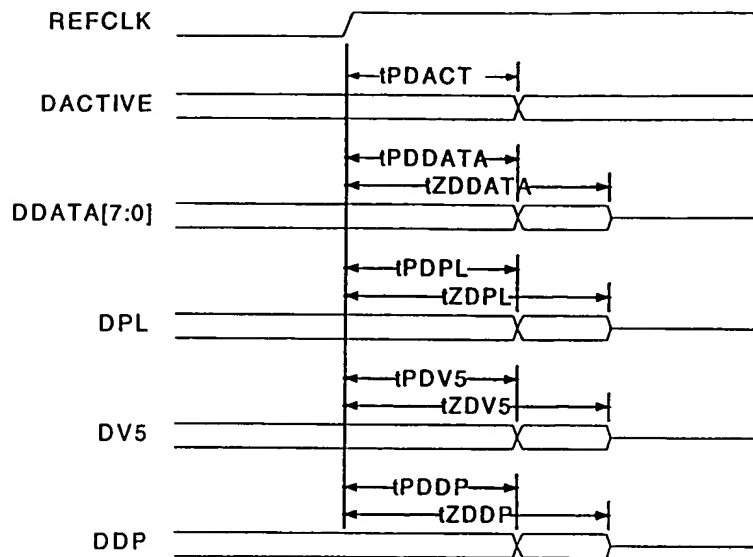 REFCLK
tPDACT
DACTIVE
tPDDATA
tZDDATA
DDATA[7:0]
tPDPL
tZDPL
DPL
tPDV5
tZDV5
DV5
tPDDP
tZDDP
DDP